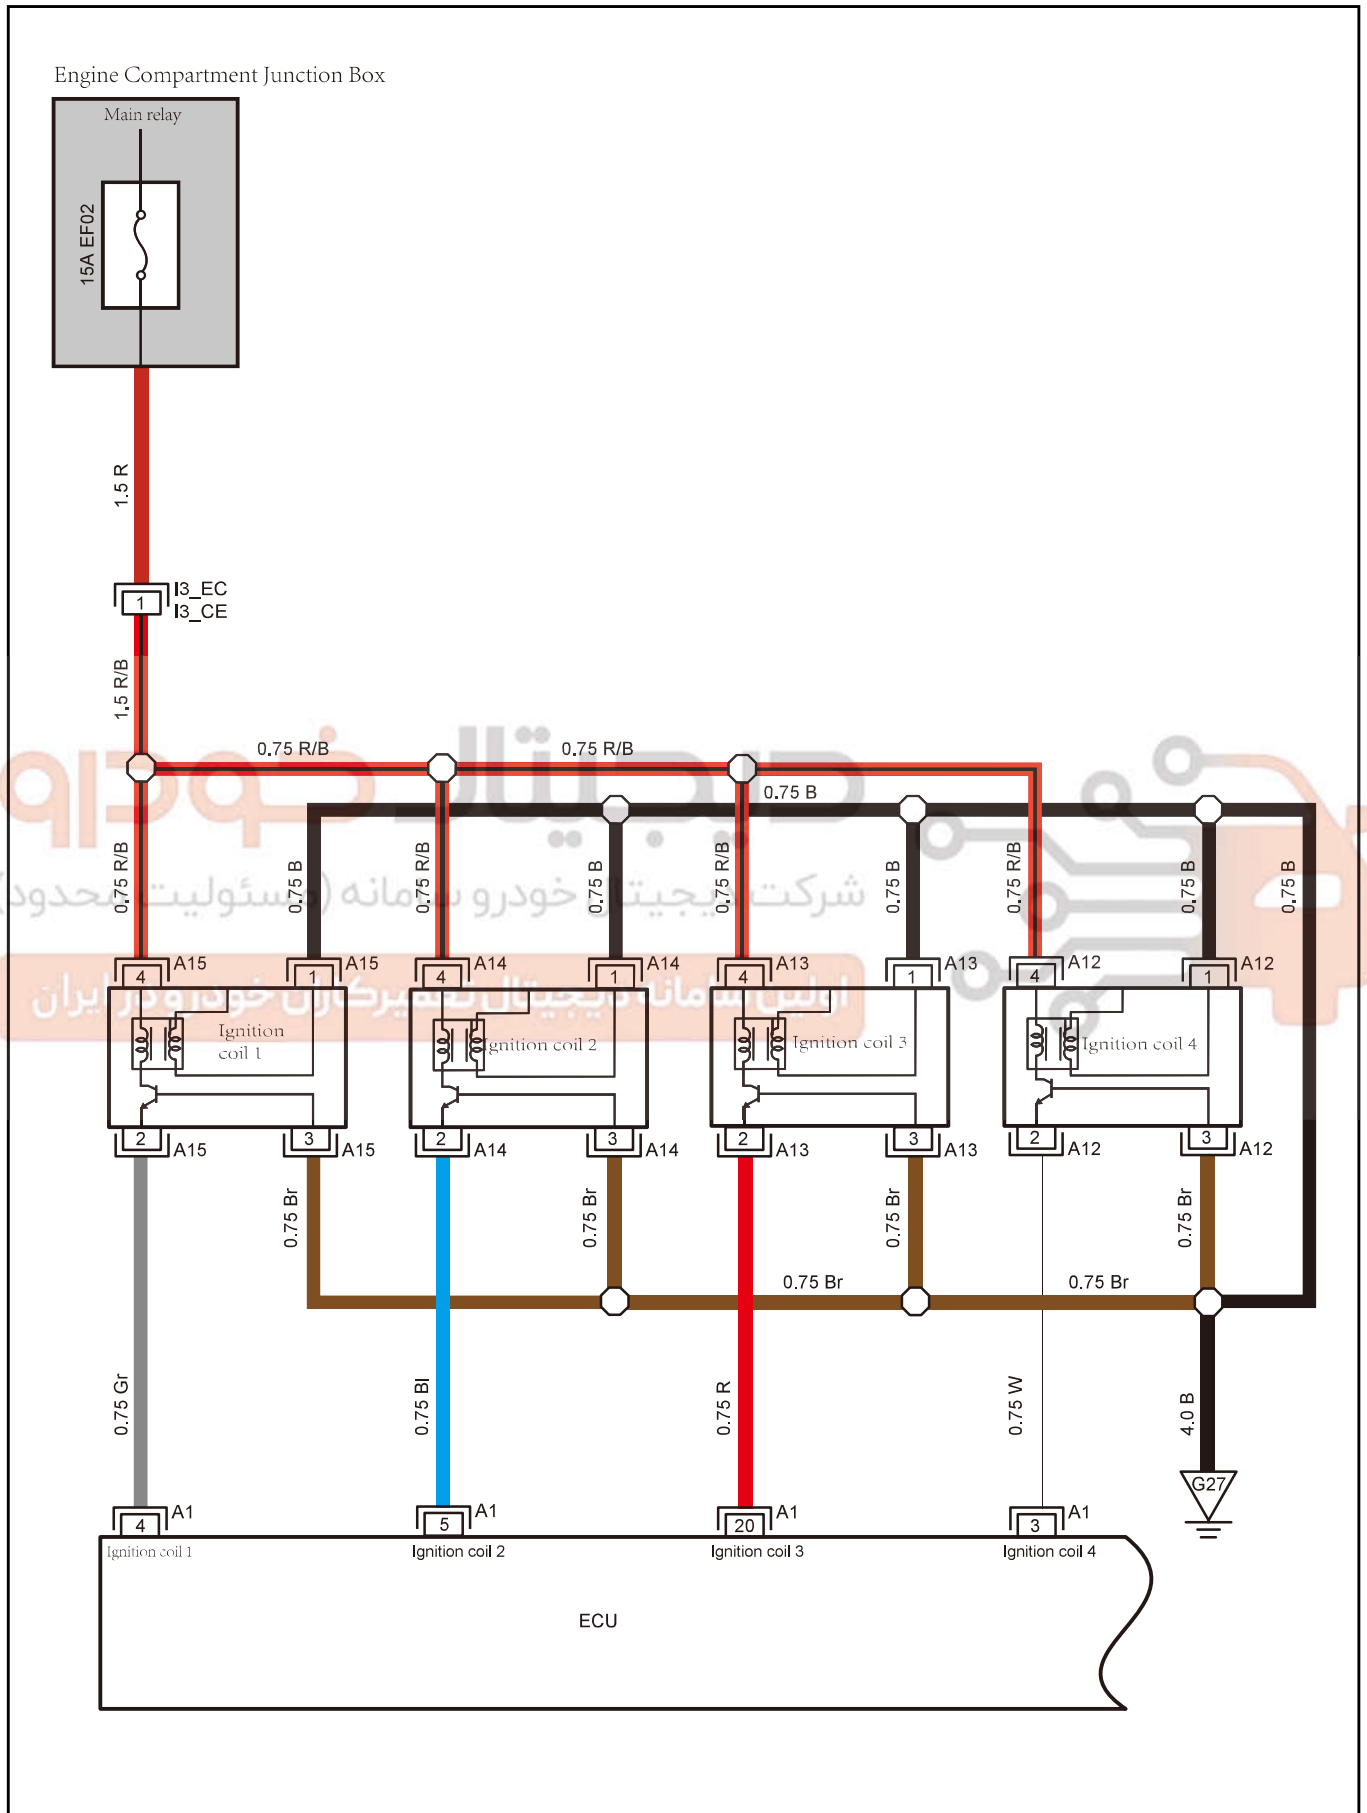 Engine Compartment Junction Box
Main relay
15A EF02
1.5 R
1
I3_EC
I3_CE
1.5 R/B
0.75 R/B
0.75 R/B
0.75 B
دیجیتال خودرو
0.75 R/B
0.75 B
0.75 R/B
0.75 B
0.75 R/B
0.75 B
0.75 R/B
0.75 B
0.75 B
شرکت دیجیتال خودرو سامانه (مسئولیت محدود)
4 A15
1 A15
4 A14
1 A14
4 A13
1 A13
4 A12
1 A12
اولین سامانه دیجیتال تعمیرکاران خودرو در ایران
Ignition
coil 1
Ignition coil 2
Ignition coil 3
Ignition coil 4
2 A15
3 A15
2 A14
3 A14
2 A13
3 A13
2 A12
3 A12
0.75 Br
0.75 Br
0.75 Br
0.75 Br
0.75 Br
0.75 Br
0.75 Gr
0.75 Bl
0.75 R
0.75 W
4.0 B
G27
4 A1
5 A1
20 A1
3 A1
Ignition coil 1
Ignition coil 2
Ignition coil 3
Ignition coil 4
ECU